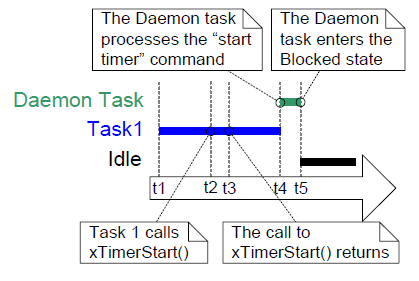 The Daemon task
processes the “start
timer” command
The Daemon
task enters the
Blocked state
Daemon Task
Task1
Idle
t1 t2 t3 t4 t5
Task 1 calls
xTimerStart()
The call to
xTimerStart() returns